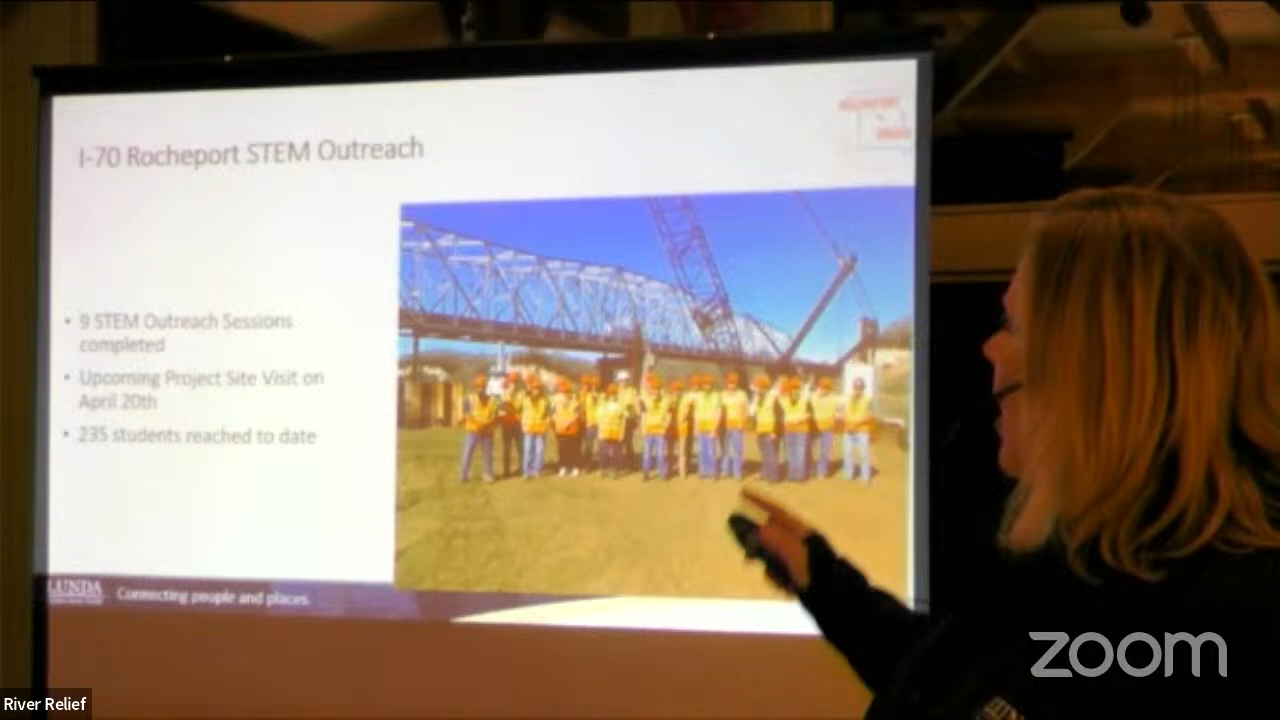 I-70 Rocheport STEM Outreach
• 9 STEM Outreach Sessions
completed
• Upcoming Project Site Visit on
April 20th
• 235 students reached to date
LUNDA
Connecting people and places.
zoom
River Relief